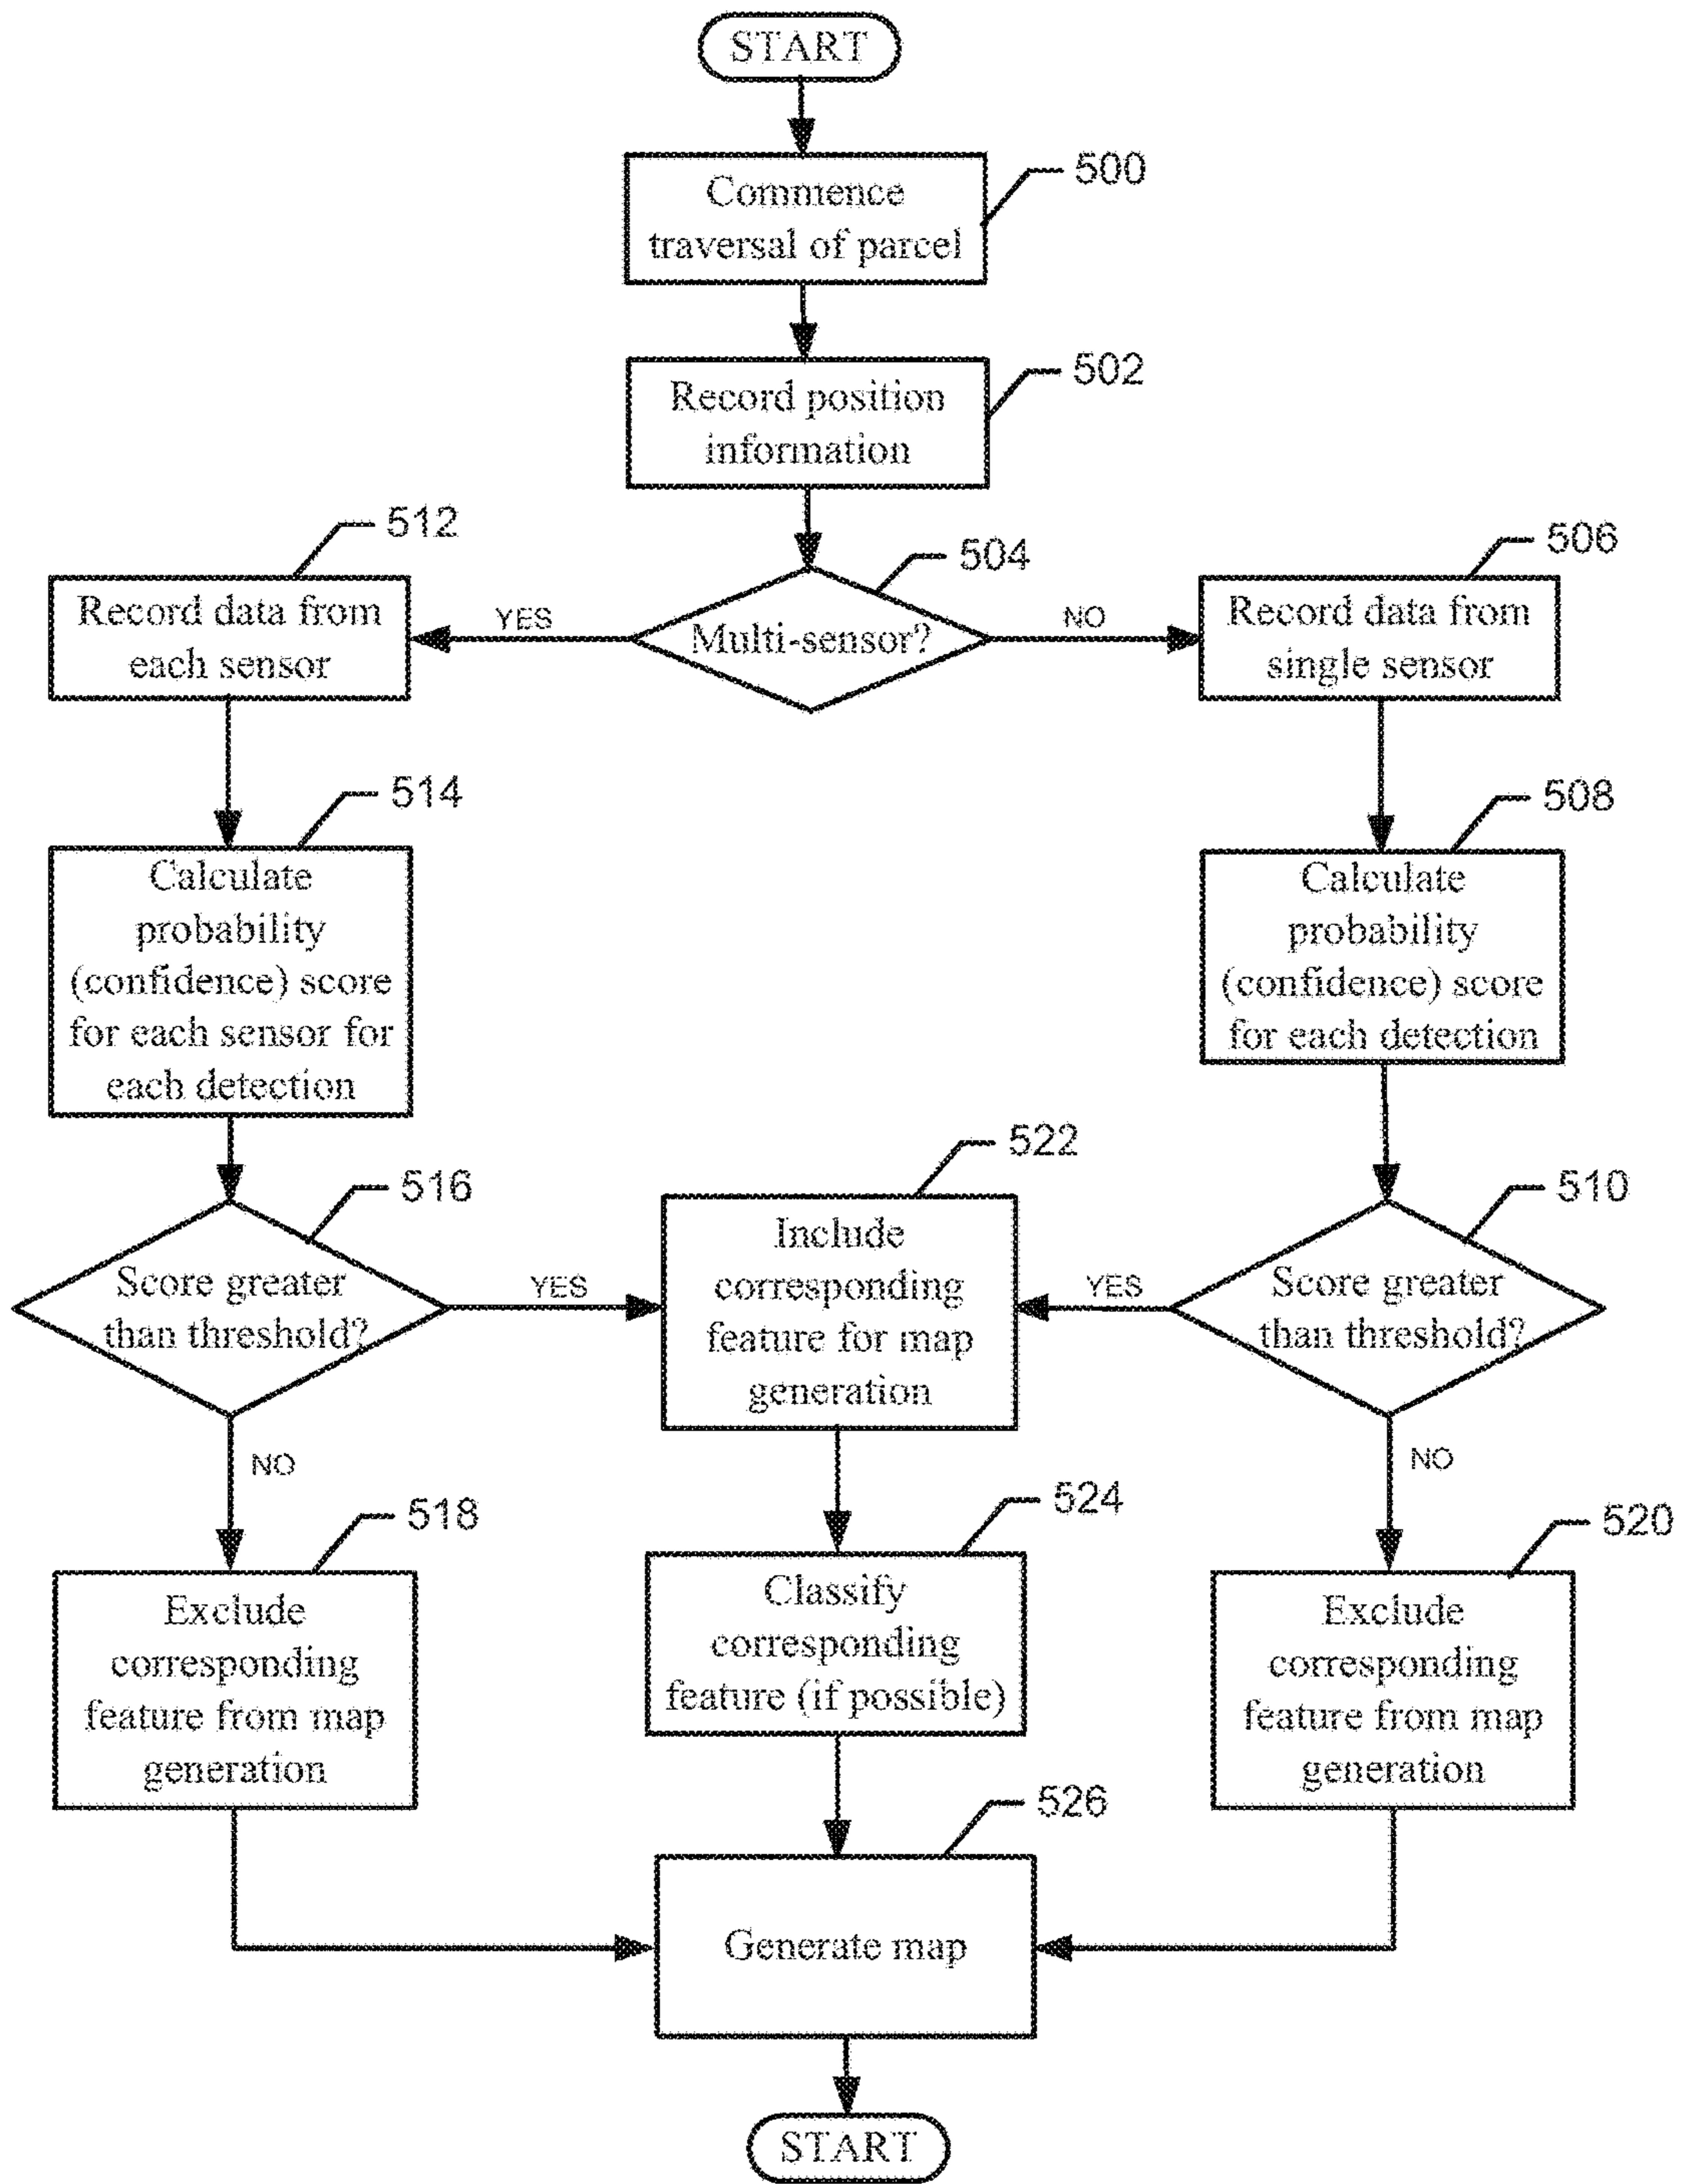 START
500
Commence
traversal of parcel
502
Record position
information
512
504
506
Record data from
each sensor
YES
Multi-sensor?
NO
Record data from
single sensor
514
508
Calculate
probability
(confidence) score
for each sensor for
each detection
Calculate
probability
(confidence) score
for each detection
522
516
510
Score greater
than threshold?
YES
Include
corresponding
feature for map
generation
YES
Score greater
than threshold?
NO
NO
518
524
520
Exclude
corresponding
feature from map
generation
Classify
corresponding
feature (if possible)
Exclude
corresponding
feature from map
generation
526
Generate map
START